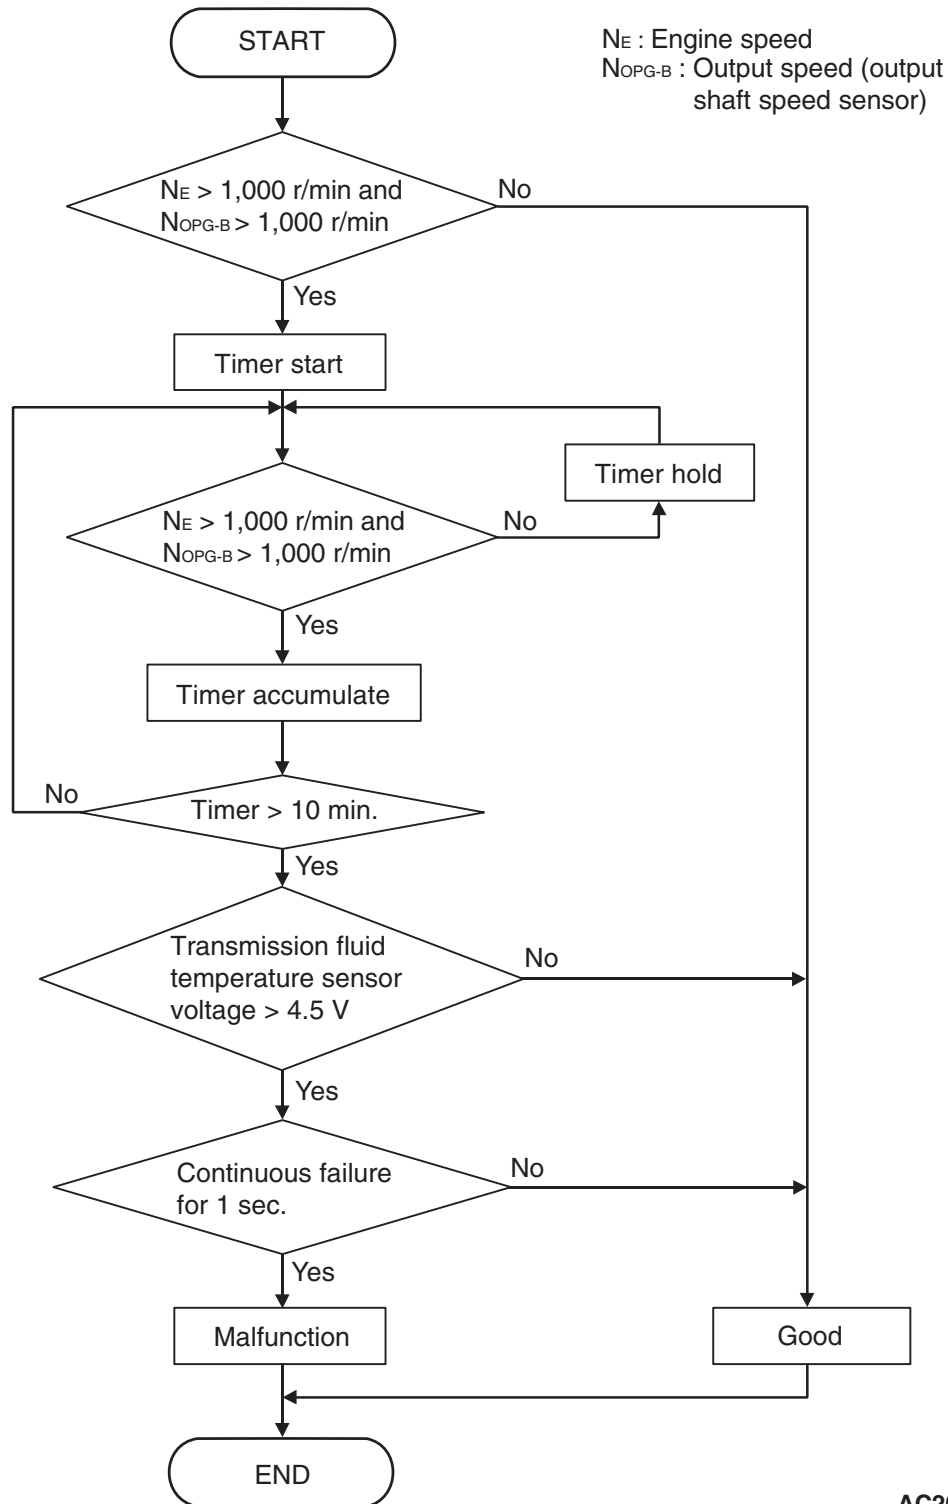 START
NE : Engine speed
NOPG-B : Output speed (output
shaft speed sensor)
NE > 1,000 r/min and
NOPG-B > 1,000 r/min
No
Yes
Timer start
Timer hold
NE > 1,000 r/min and
NOPG-B > 1,000 r/min
No
Yes
Timer accumulate
No
Timer > 10 min.
Yes
Transmission fluid
temperature sensor
voltage > 4.5 V
No
Yes
Continuous failure
for 1 sec.
No
Yes
Malfunction
Good
END